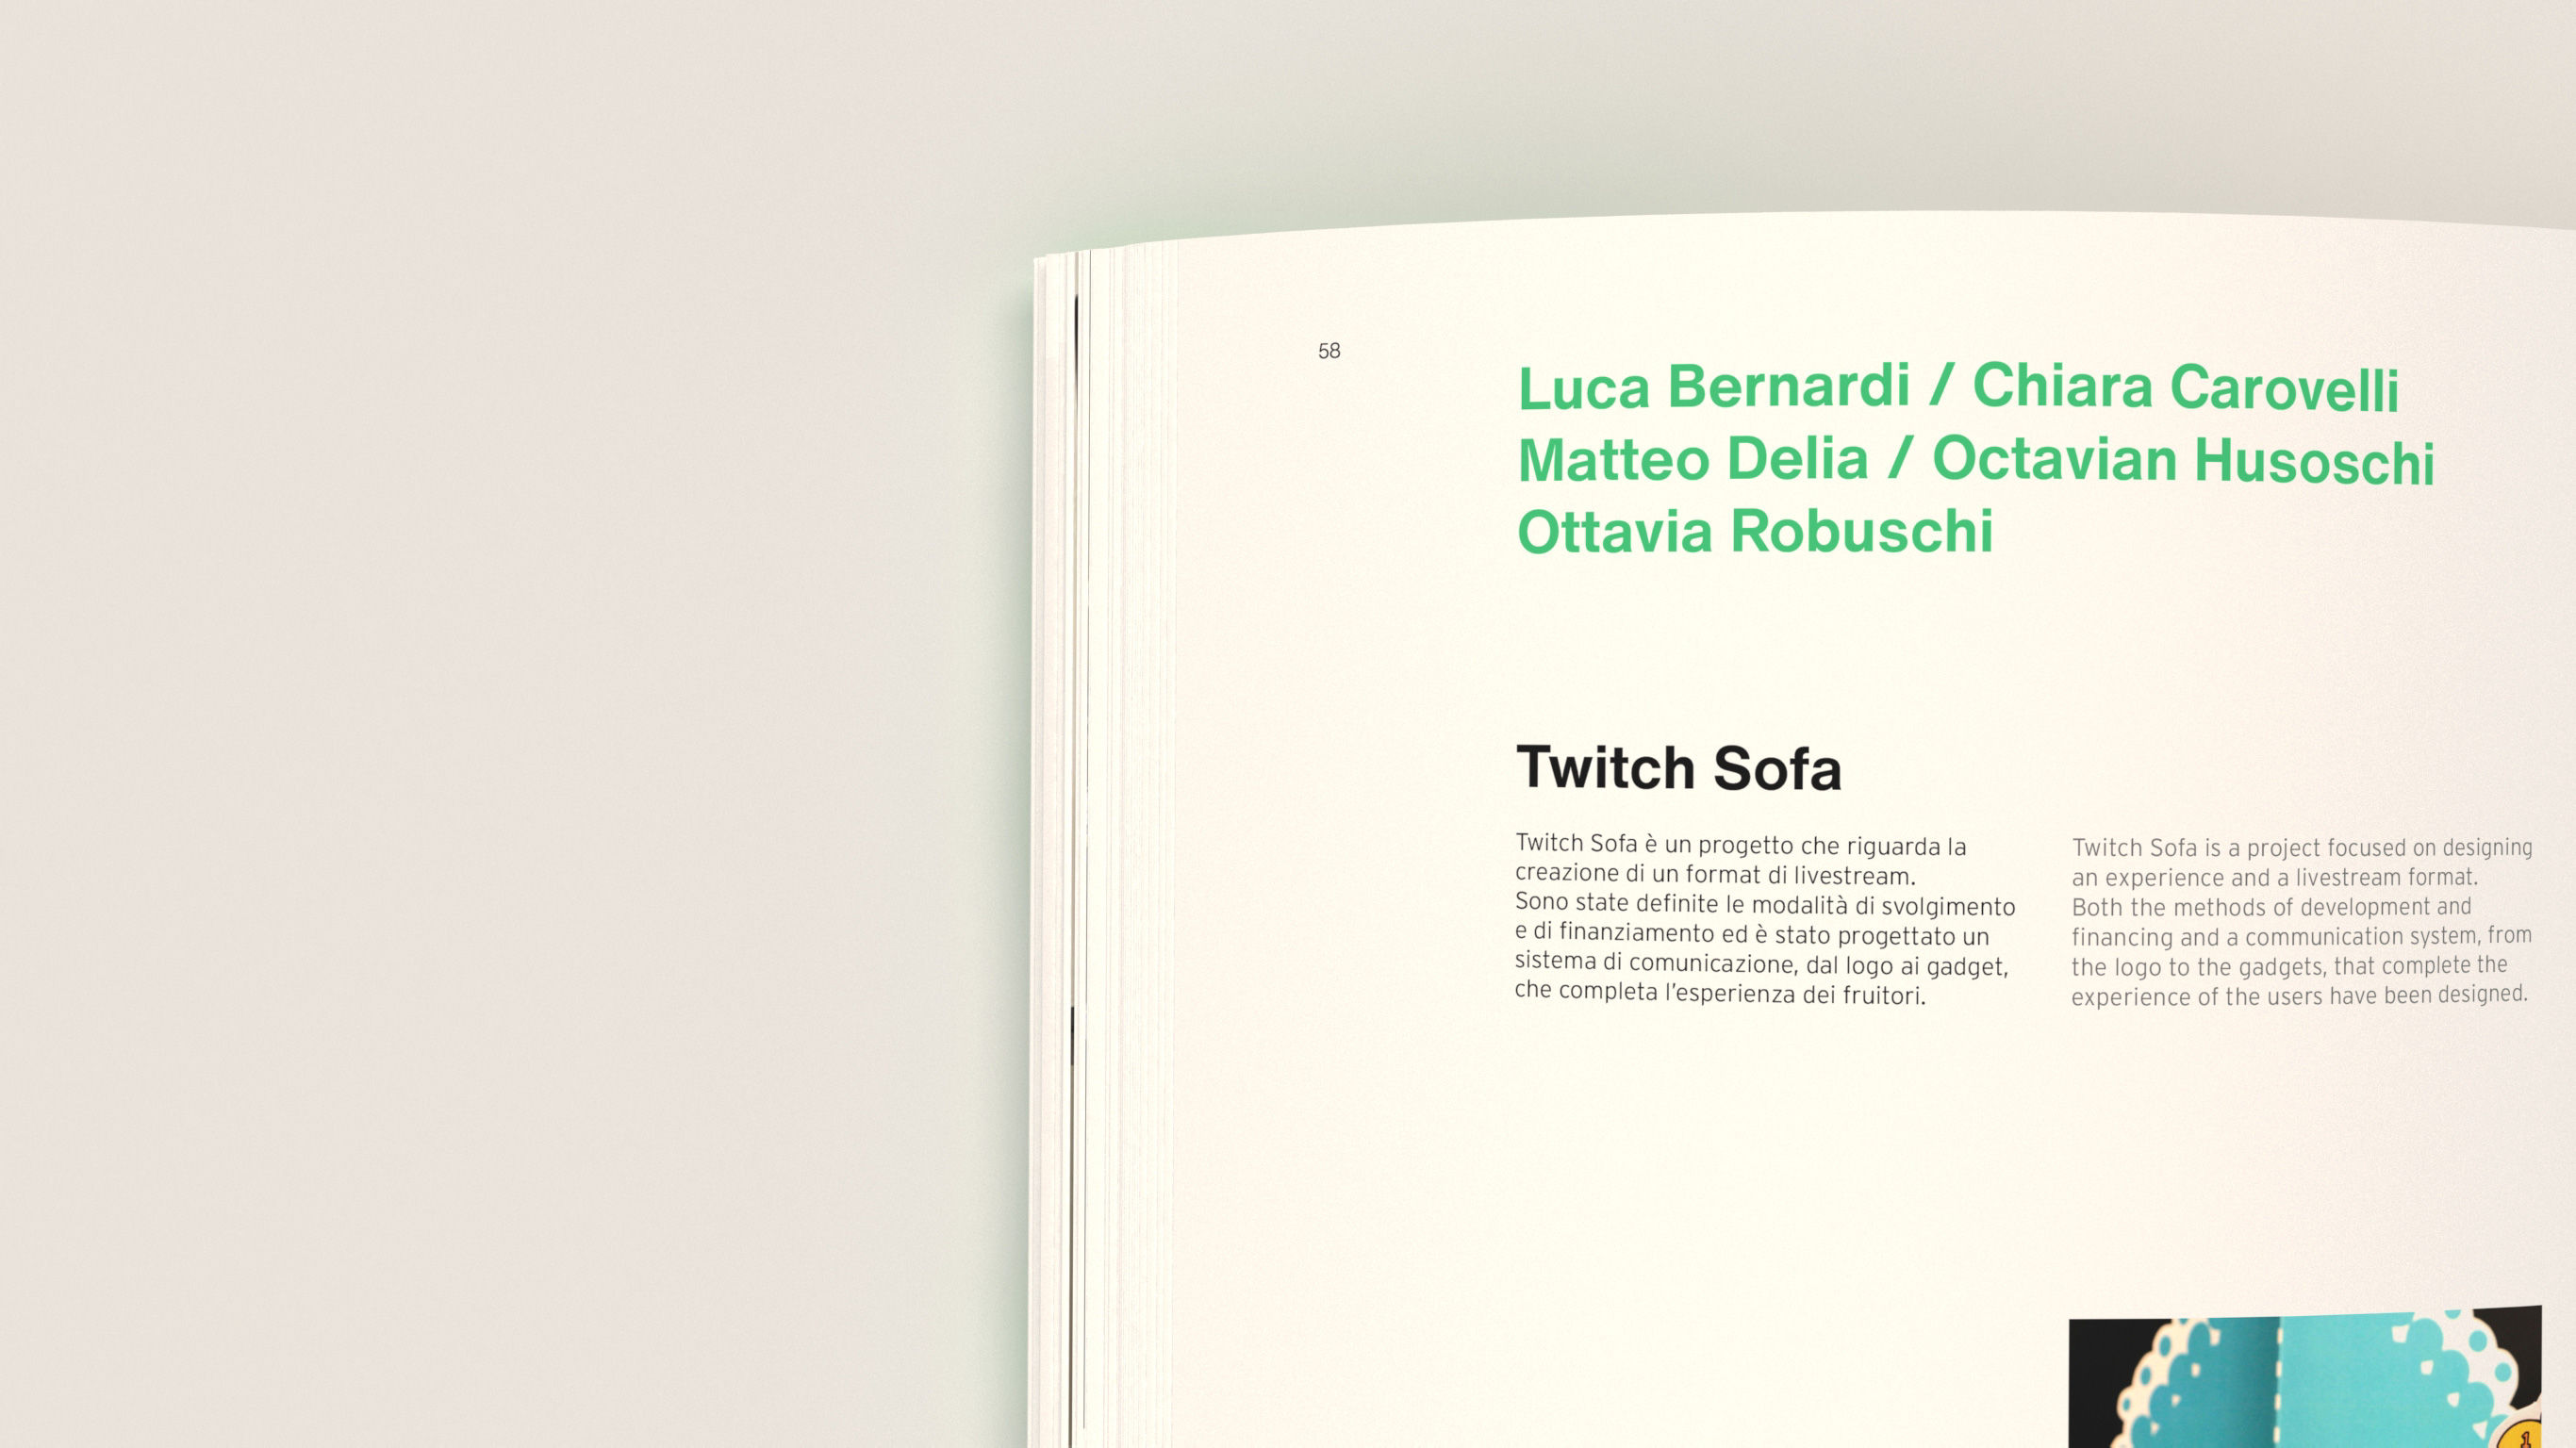 58
Luca Bernardi / Chiara Carovelli
Matteo Delia / Octavian Husoschi
Ottavia Robuschi
Twitch Sofa
Twitch Sofa è un progetto che riguarda la
creazione di un format di livestream.
Sono state definite le modalità di svolgimento
e di finanziamento ed è stato progettato un
sistema di comunicazione, dal logo ai gadget,
che completa l'esperienza dei fruitori.
Twitch Sofa is a project focused on designing
an experience and a livestream format.
Both the methods of development and
financing and a communication system, from
the logo to the gadgets, that complete the
experience of the users have been designed.
1